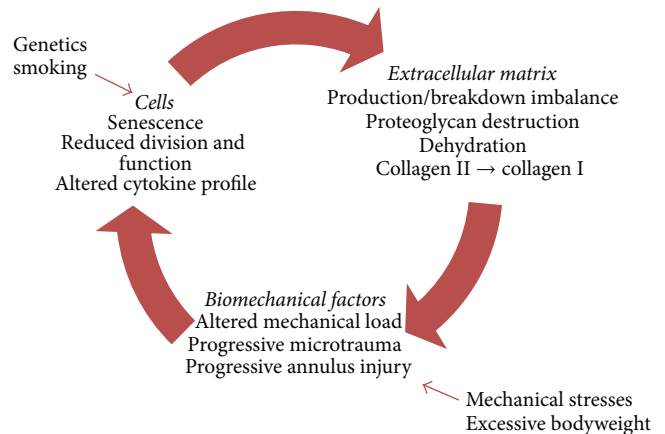 Genetics
smoking
Cells
Senescence
Reduced division and
function
Altered cytokine profile
Extracellular matrix
Production/breakdown imbalance
Proteoglycan destruction
Dehydration
Collagen II → collagen I
Biomechanical factors
Altered mechanical load
Progressive microtrauma
Progressive annulus injury
Mechanical stresses
Excessive bodyweight